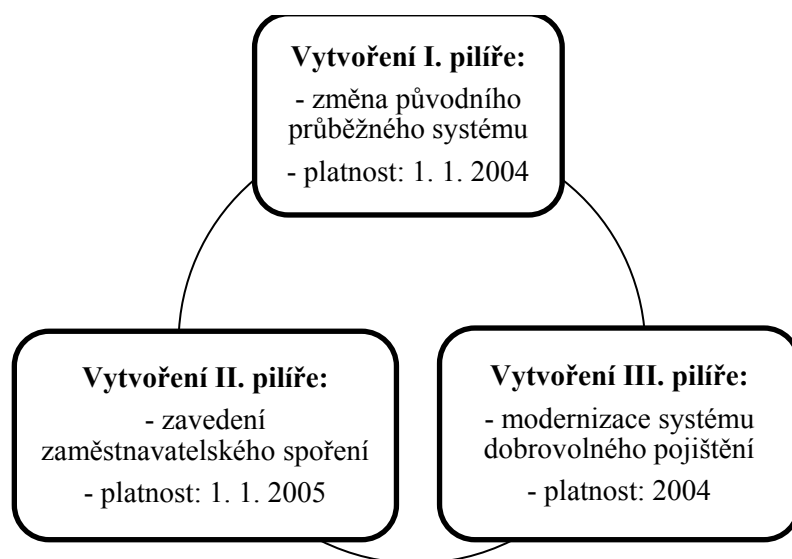 Vytvoření I. pilíře:
- změna původního
průběžného systému
- platnost: 1. 1. 2004
Vytvoření II. pilíře:
- zavedení
zaměstnavatelského spoření
- platnost: 1. 1. 2005
Vytvoření III. pilíře:
- modernizace systému
dobrovolného pojištění
- platnost: 2004